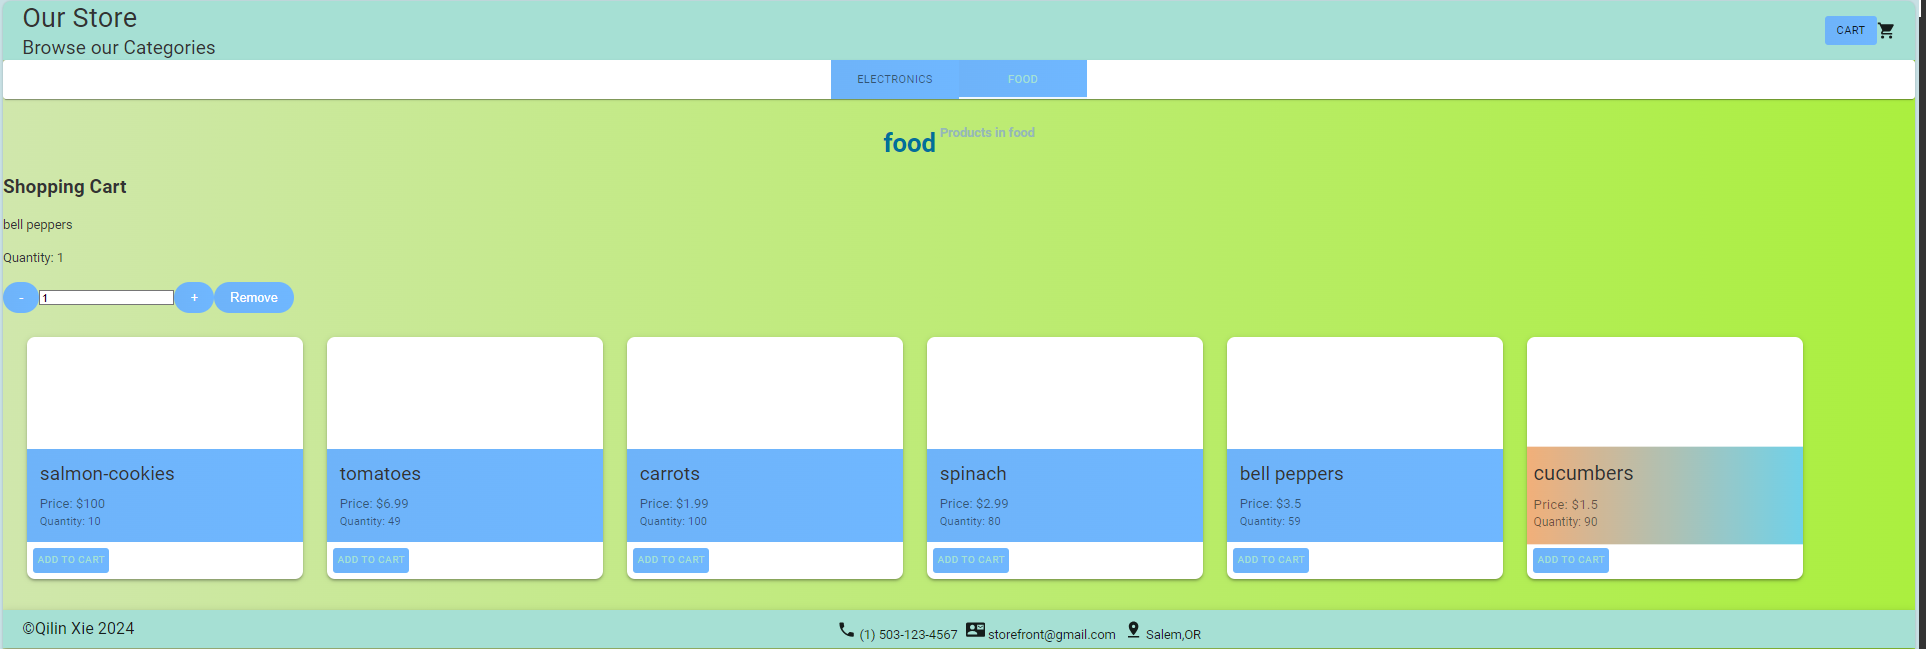 Our Store
Browse our Categories
CART
ELECTRONICS
FOOD
food Products in food
Shopping Cart
bell peppers
Quantity: 1
- 1 + Remove
salmon-cookies
Price: $100
Quantity: 10
ADD TO CART
tomatoes
Price: $6.99
Quantity: 49
ADD TO CART
carrots
Price: $1.99
Quantity: 100
ADD TO CART
spinach
Price: $2.99
Quantity: 80
ADD TO CART
bell peppers
Price: $3.5
Quantity: 59
ADD TO CART
cucumbers
Price: $1.5
Quantity: 90
ADD TO CART
©Qilin Xie 2024
(1) 503-123-4567 storefront@gmail.com Salem,OR